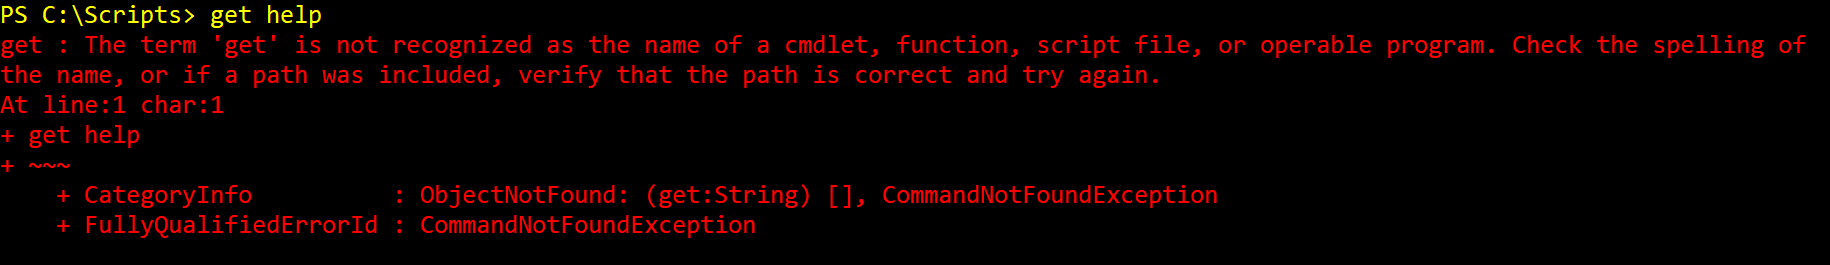 PS C:\Scripts> get help
get : The term 'get' is not recognized as the name of a cmdlet, function, script file, or operable program. Check the spelling of
the name, or if a path was included, verify that the path is correct and try again.
At line:1 char:1
+ get help
+ ~~~
    + CategoryInfo          : ObjectNotFound: (get:String) [], CommandNotFoundException
    + FullyQualifiedErrorId : CommandNotFoundException